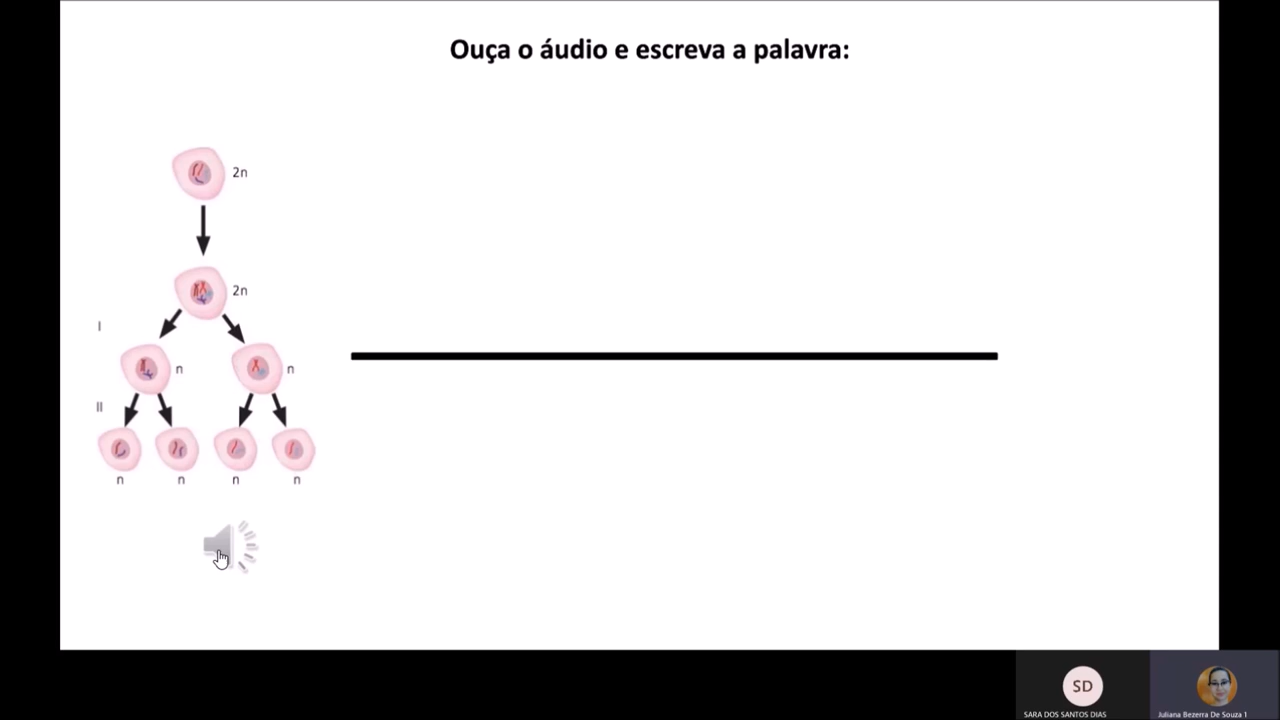 Ouça o áudio e escreva a palavra:
2n
2n
I
n
n
II
n
n
n
n
SD
SARA DOS SANTOS DIAS
Juliana Bezerra De Souza 1